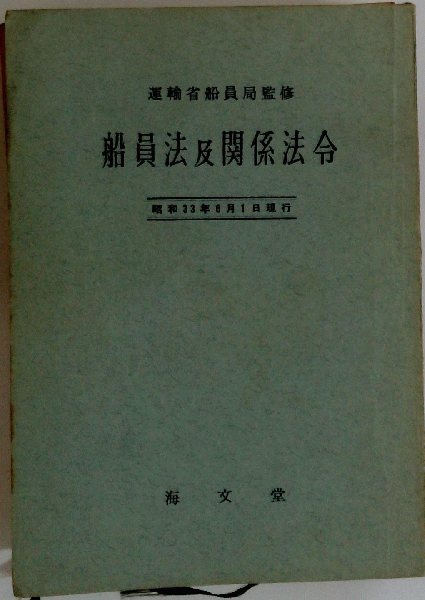 運輸省船員局監修
船員法及関係法令
昭和33年6月1日現行
海文堂